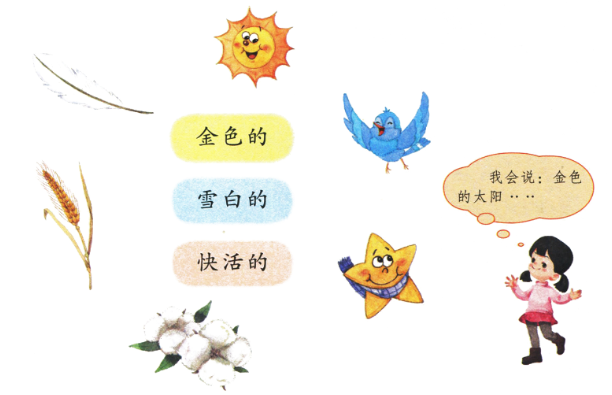 金色的
雪白的
快活的
我会说：金色
的太阳‥‥